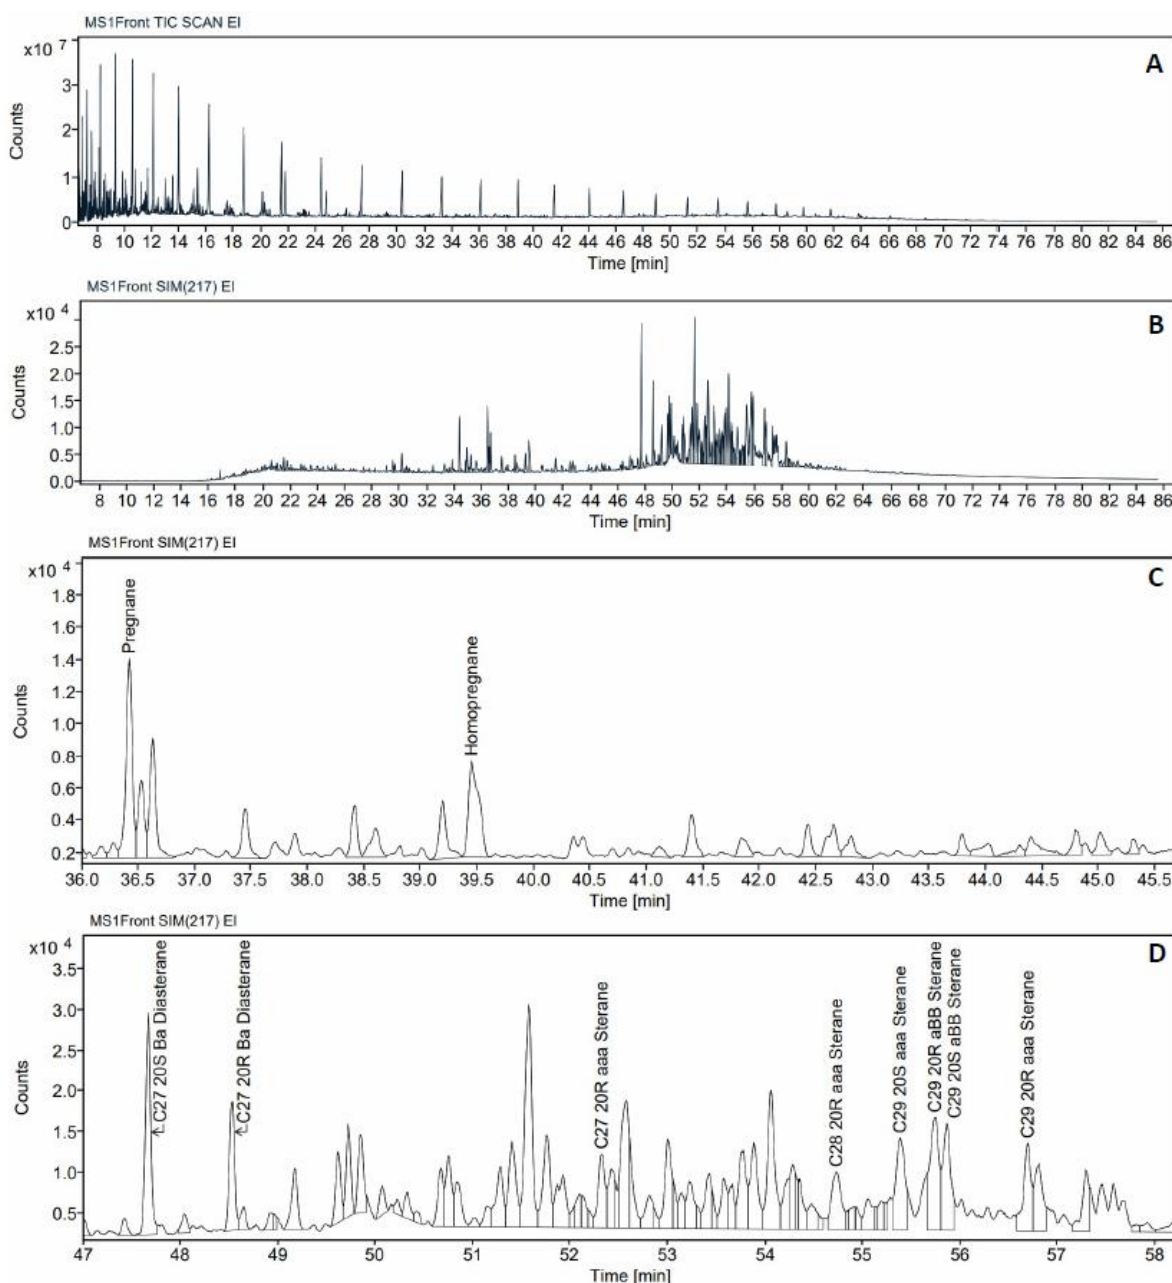 MS1Front TIC SCAN EI
x10 7
A
Counts
3
2
1
0
8 10 12 14 16 18 20 22 24 26 28 30 32 34 36 38 40 42 44 46 48 50 52 54 56 58 60 62 64 66 68 70 72 74 76 78 80 82 84 86
Time [min]
MS1Front SIM(217) EI
x10 4
B
Counts
2.5
2.0
1.5
1.0
0.5
0.0
8 10 12 14 16 18 20 22 24 26 28 30 32 34 36 38 40 42 44 46 48 50 52 54 56 58 60 62 64 66 68 70 72 74 76 78 80 82 84 86
Time [min]
MS1Front SIM(217) EI
x10 4
C
Counts
1.8
1.6
1.4
1.2
1.0
0.8
0.6
0.4
0.2
Pregnane
Homopregnane
36.0 36.5 37.0 37.5 38.0 38.5 39.0 39.5 40.0 40.5 41.0 41.5 42.0 42.5 43.0 43.5 44.0 44.5 45.0 45.5
Time [min]
MS1Front SIM(217) EI
x10 4
D
Counts
3.5
3.0
2.5
2.0
1.5
1.0
0.5
C27 20S Ba Diasterane
C27 20R Ba Diasterane
C27 20R aaa Sterane
C28 20R aaa Sterane
C29 20S aaa Sterane
C29 20R aBB Sterane
C29 20S aBB Sterane
C29 20R aaa Sterane
47 48 49 50 51 52 53 54 55 56 57 58
Time [min]